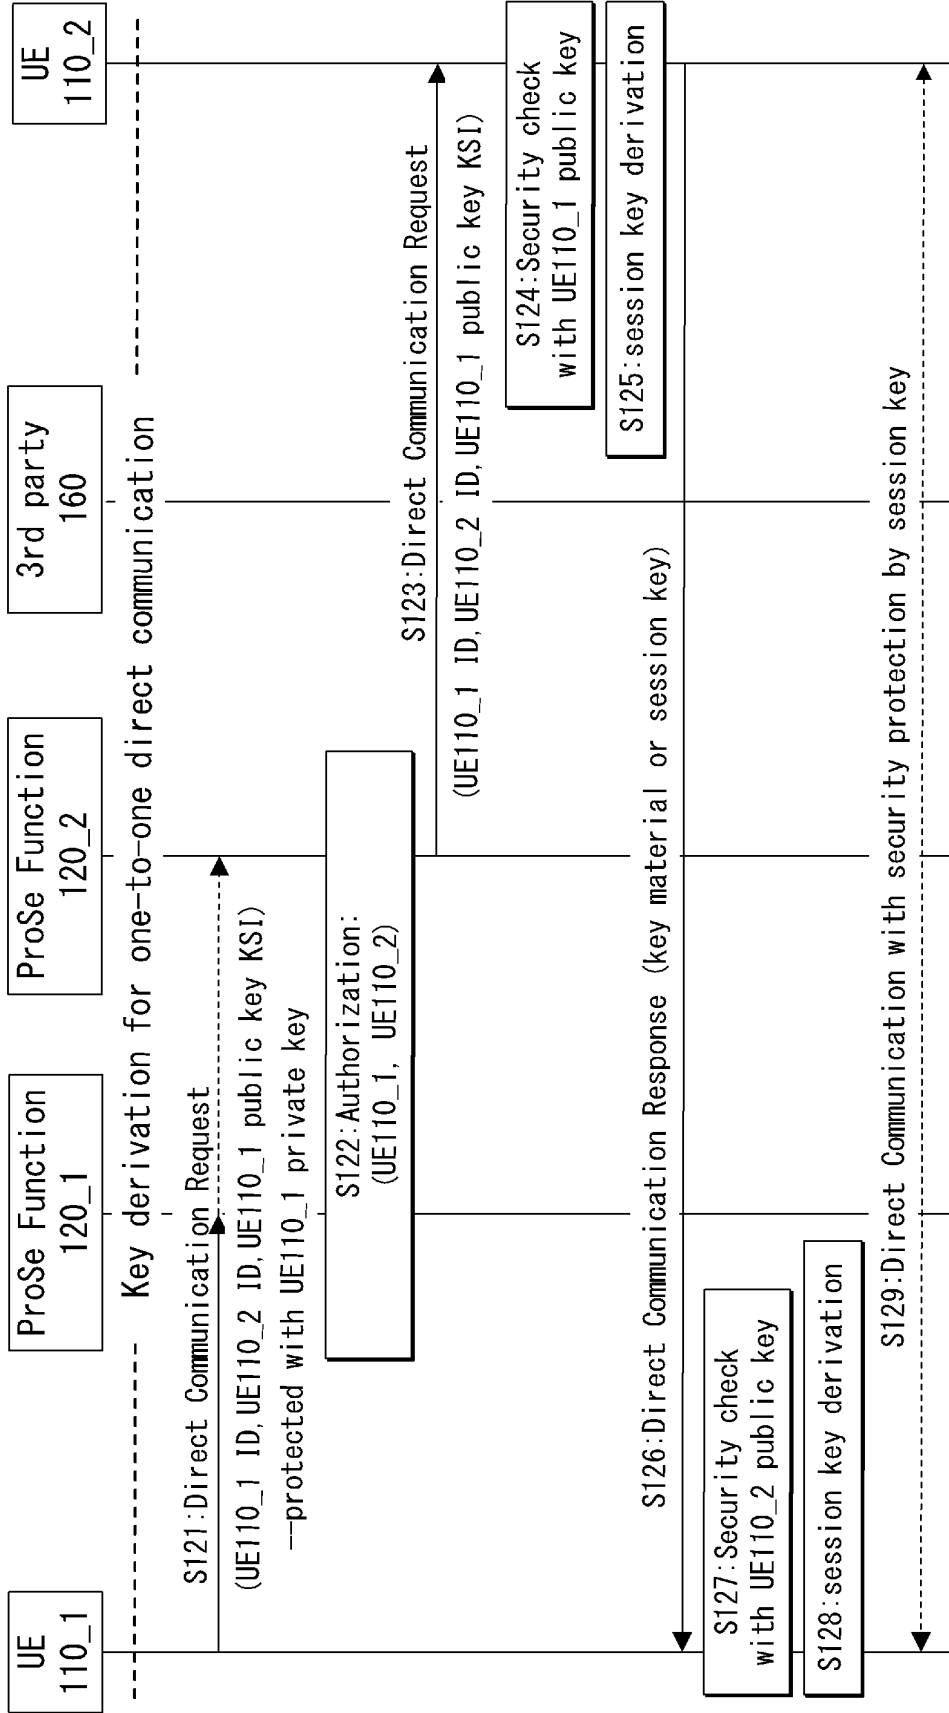 UE
110_1
ProSe Function
120_1
ProSe Function
120_2
3rd party
160
UE
110_2
Key derivation for one-to-one direct communication
S121:Direct Communication Request
(UE110_1 ID,UE110_2 ID,UE110_1 public key KSI)
--protected with UE110_1 private key
S122:Authorization:
(UE110_1, UE110_2)
S123:Direct Communication Request
(UE110_1 ID,UE110_2 ID,UE110_1 public key KSI)
S124:Security check
with UE110_1 public key
S125:session key derivation
S126:Direct Communication Response (key material or session key)
S127:Security check
with UE110_2 public key
S128:session key derivation
S129:Direct Communication with security protection by session key